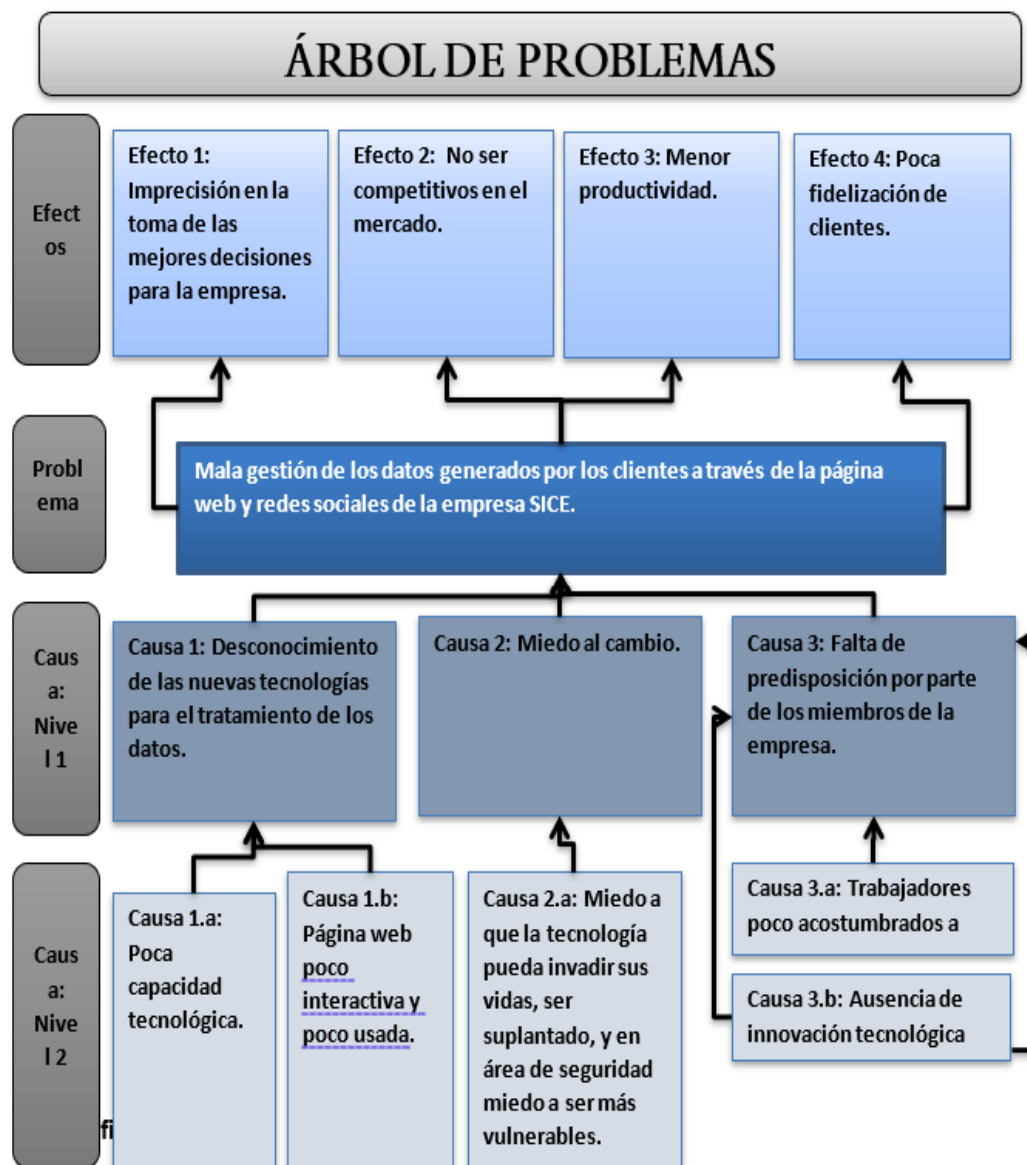 ÁRBOL DE PROBLEMAS
Efect
os
Efecto 1:
Imprecisión en la
toma de las
mejores decisiones
para la empresa.
Efecto 2: No ser
competitivos en el
mercado.
Efecto 3: Menor
productividad.
Efecto 4: Poca
fidelización de
clientes.
Probl
ema
Mala gestión de los datos generados por los clientes a través de la página
web y redes sociales de la empresa SICE.
Caus
a:
Nive
l 1
Causa 1: Desconocimiento
de las nuevas tecnologías
para el tratamiento de los
datos.
Causa 2: Miedo al cambio.
Causa 3: Falta de
predisposición por parte
de los miembros de la
empresa.
Caus
a:
Nive
l 2
Causa 1.a:
Poca
capacidad
tecnológica.
Causa 1.b:
Página web
poco
interactiva y
poco usada.
Causa 2.a: Miedo a
que la tecnología
pueda invadir sus
vidas, ser
suplantado, y en
área de seguridad
miedo a ser más
vulnerables.
Causa 3.a: Trabajadores
poco acostumbrados a
Causa 3.b: Ausencia de
innovación tecnológica
fi